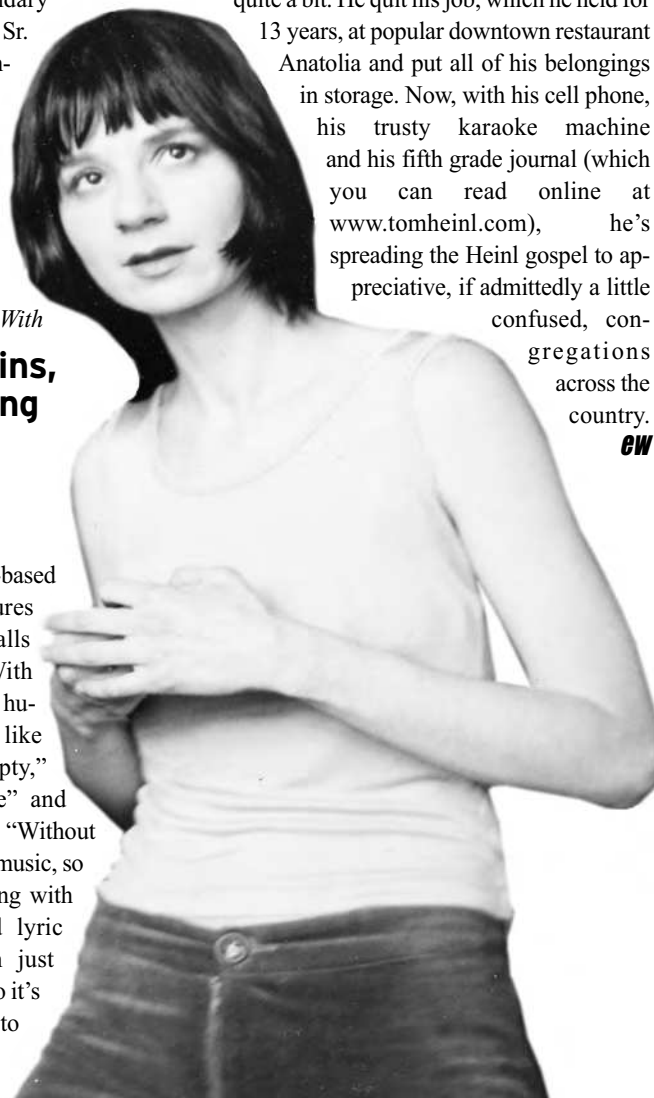 ndary
Sr.
n-
With
ins,
ng
-based
ures
alls
With
hu-
like
pty,”
e” and
“Without
music, so
ng with
lyric
just
it’s
to
quite a bit. He quit his job, which he held for
13 years, at popular downtown restaurant
Anatolia and put all of his belongings
in storage. Now, with his cell phone,
his trusty karaoke machine
and his fifth grade journal (which
you can read online at
www.tomheinl.com), he’s
spreading the Heinl gospel to ap-
preciative, if admittedly a little
confused, con-
gregations
across the
country.
ew